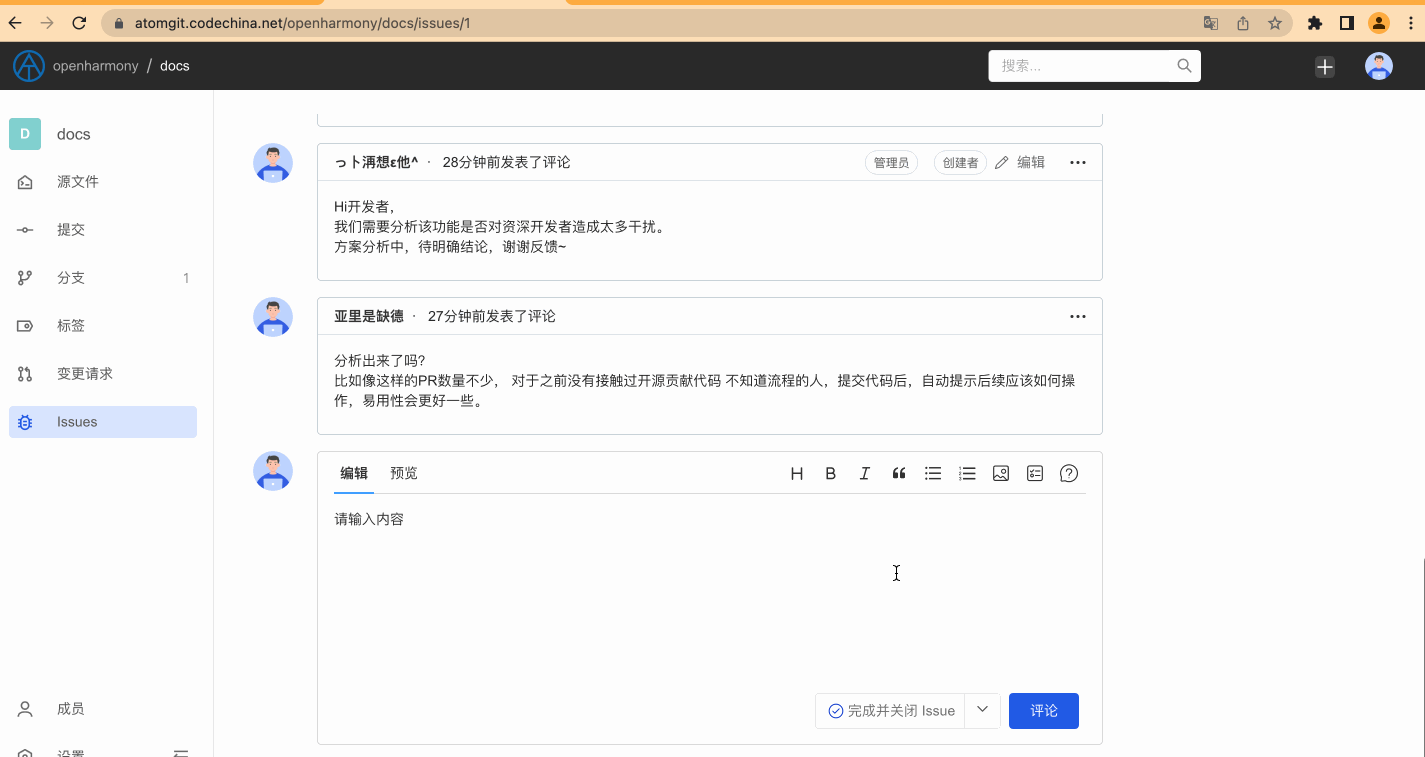 atomgit.codechina.net/openharmony/docs/issues/1
openharmony / docs
搜索...
D docs
源文件
提交
分支 1
标签
变更请求
Issues
成员
设置
っト洅想ε他^ · 28分钟前发表了评论 管理员 创建者 编辑
Hi开发者,
我们需要分析该功能是否对资深开发者造成太多干扰。
方案分析中，待明确结论，谢谢反馈~
亚里是缺德 · 27分钟前发表了评论
分析出来了吗?
比如像这样的PR数量不少， 对于之前没有接触过开源贡献代码 不知道流程的人，提交代码后，自动提示后续应该如何操
作，易用性会更好一些。
编辑 预览 H B I
请输入内容
完成并关闭 Issue 评论